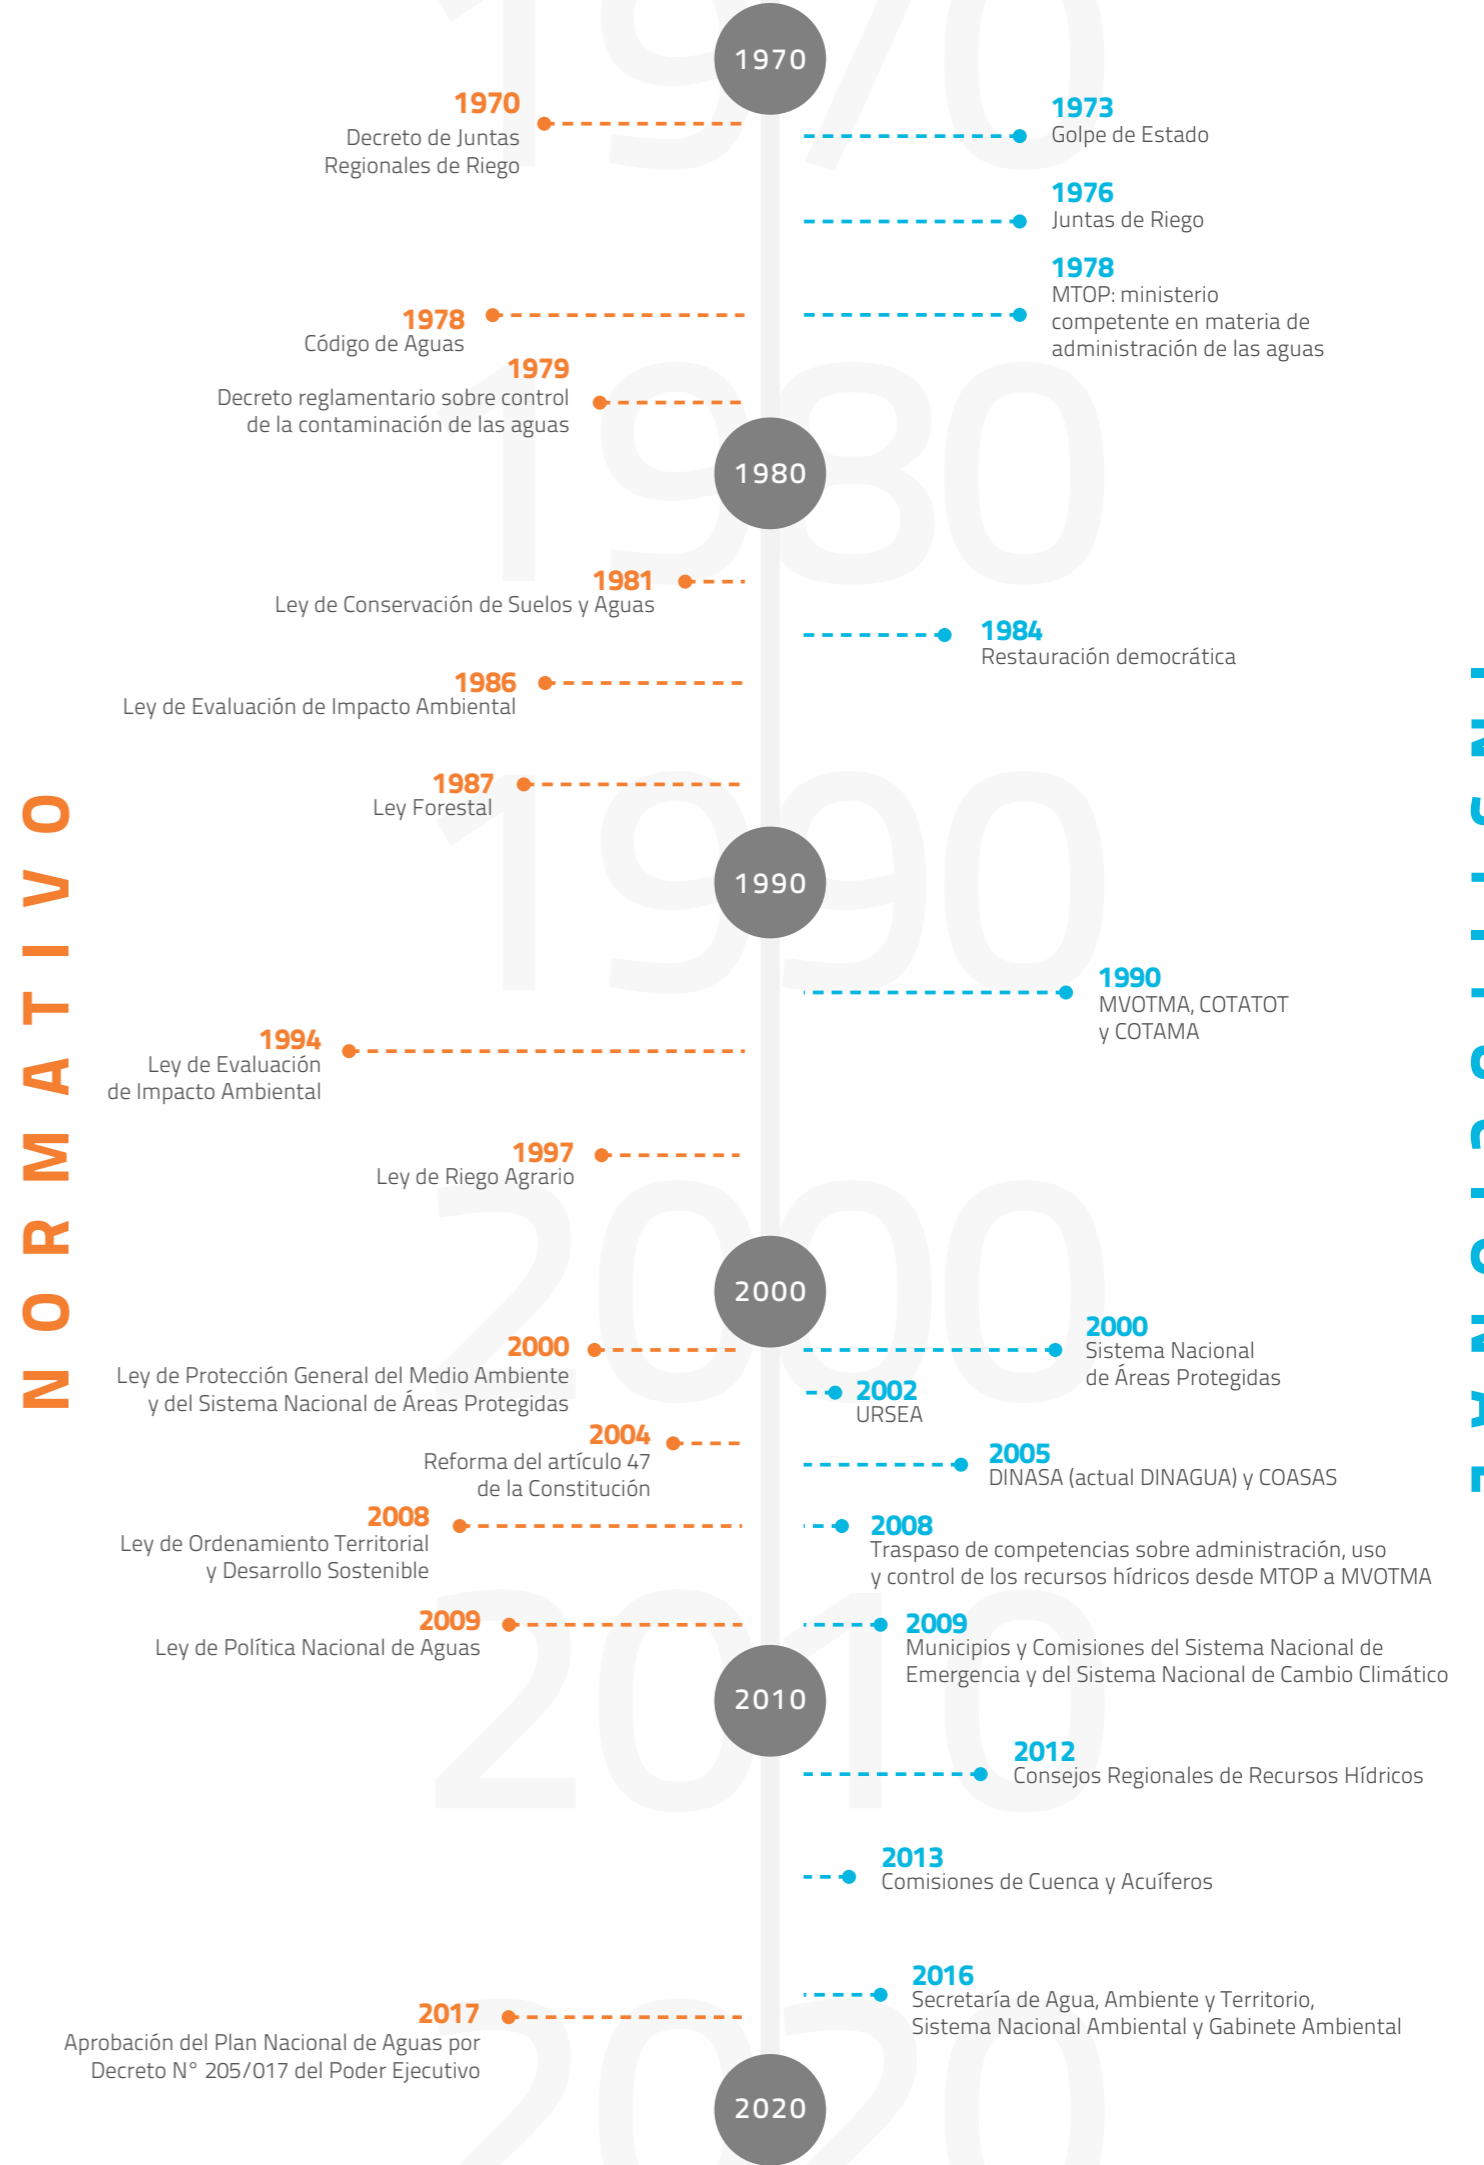 1970
1970
Decreto de Juntas
Regionales de Riego
1973
Golpe de Estado
1976
Juntas de Riego
1978
MTOP: ministerio
competente en materia de
administración de las aguas
1978
Código de Aguas
1979
Decreto reglamentario sobre control
de la contaminación de las aguas
1980
1981
Ley de Conservación de Suelos y Aguas
1984
Restauración democrática
1986
Ley de Evaluación de Impacto Ambiental
1987
Ley Forestal
1990
1990
MVOTMA, COTATOT
y COTAMA
1994
Ley de Evaluación
de Impacto Ambiental
1997
Ley de Riego Agrario
2000
2000
Ley de Protección General del Medio Ambiente
y del Sistema Nacional de Áreas Protegidas
2000
Sistema Nacional
de Áreas Protegidas
2002
URSEA
2004
Reforma del artículo 47
de la Constitución
2005
DINASA (actual DINAGUA) y COASAS
2008
Ley de Ordenamiento Territorial
y Desarrollo Sostenible
2008
Traspaso de competencias sobre administración, uso
y control de los recursos hídricos desde MTOP a MVOTMA
2009
Ley de Política Nacional de Aguas
2009
Municipios y Comisiones del Sistema Nacional de
Emergencia y del Sistema Nacional de Cambio Climático
2010
2012
Consejos Regionales de Recursos Hídricos
2013
Comisiones de Cuenca y Acuíferos
2016
Secretaría de Agua, Ambiente y Territorio,
Sistema Nacional Ambiental y Gabinete Ambiental
2017
Aprobación del Plan Nacional de Aguas por
Decreto N° 205/017 del Poder Ejecutivo
2020
NORMATIVO
1970
1980
1990
2000
2010
2020